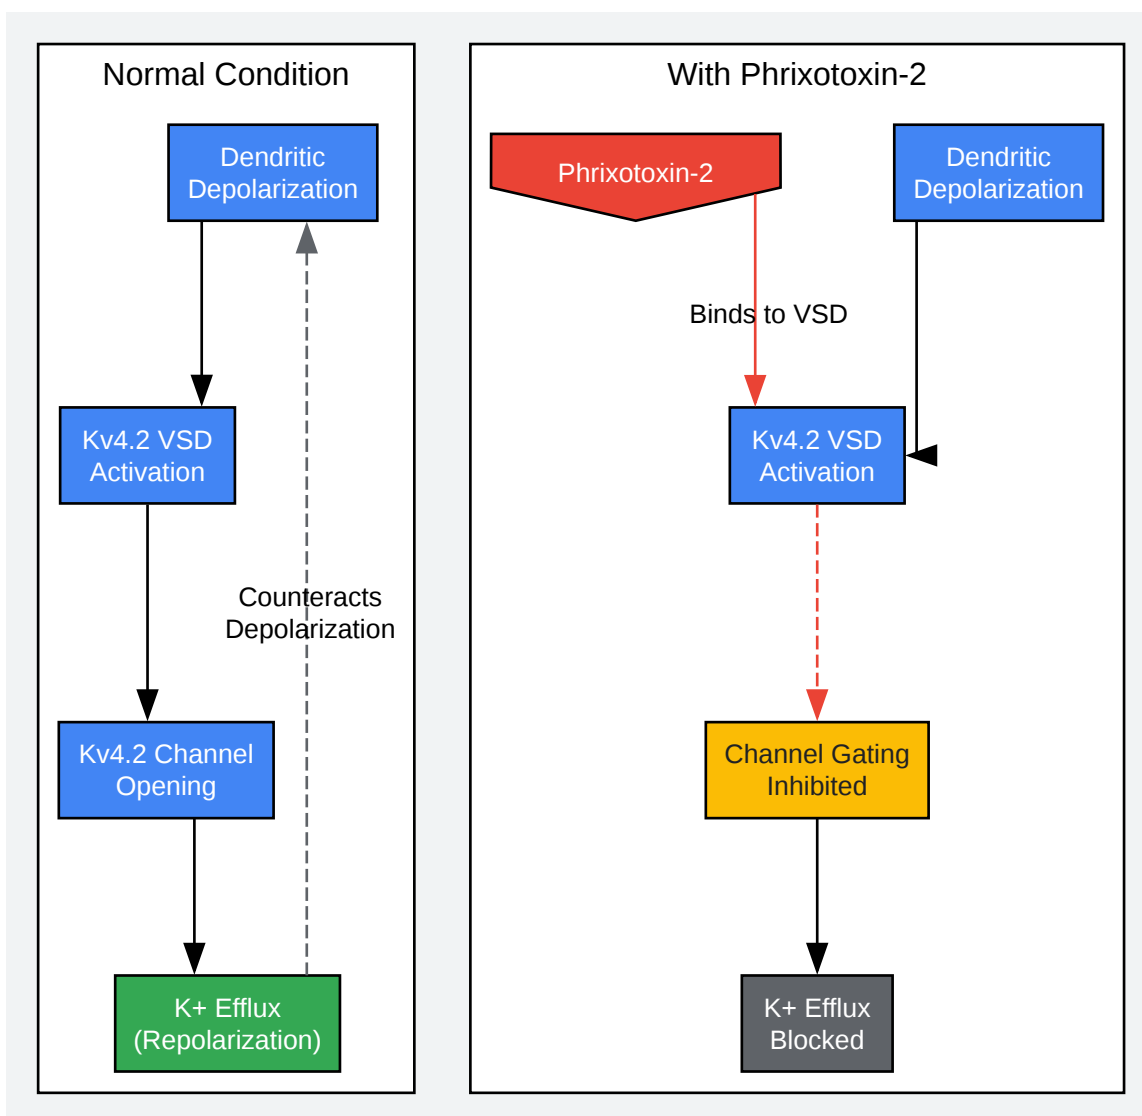 Normal Condition
Dendritic
Depolarization
Kv4.2 VSD
Activation
Counteracts
Depolarization
Kv4.2 Channel
Opening
K+ Efflux
(Repolarization)
With Phrixotoxin-2
Phrixotoxin-2
Dendritic
Depolarization
Binds to VSD
Kv4.2 VSD
Activation
Channel Gating
Inhibited
K+ Efflux
Blocked